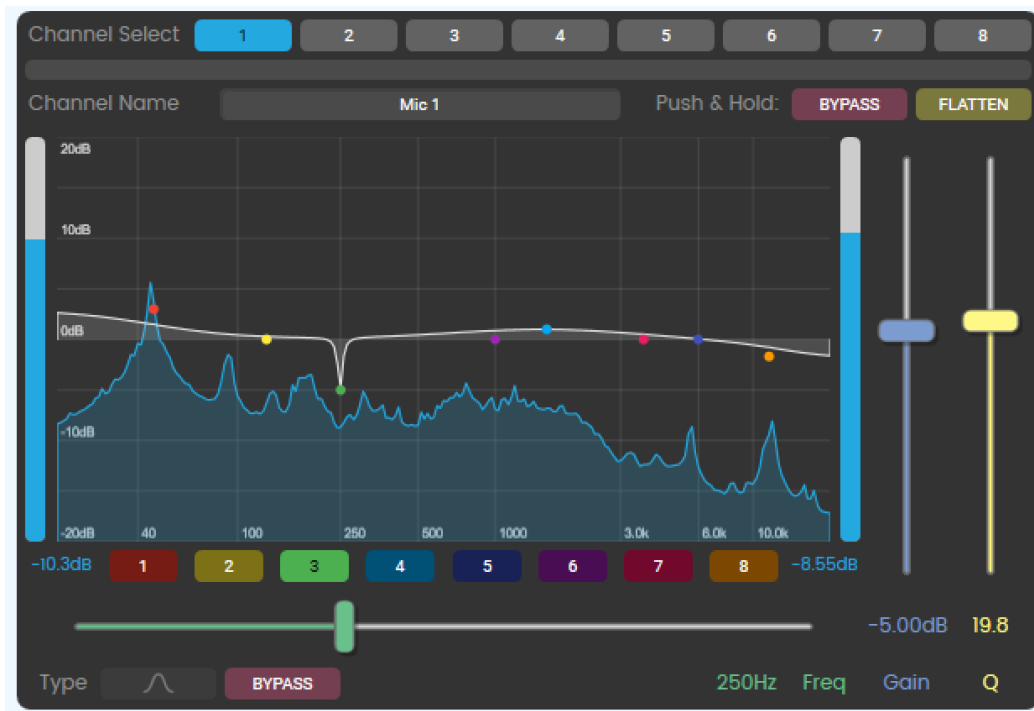 Channel Select 1 2 3 4 5 6 7 8
Channel Name Mic 1 Push & Hold: BYPASS FLATTEN
20dB
10dB
0dB
-10dB
-20dB 40 100 250 500 1000 3.0k 6.0k 10.0k
-10.3dB 1 2 3 4 5 6 7 8 -8.55dB
-5.00dB 19.8
Type BYPASS 250Hz Freq Gain Q